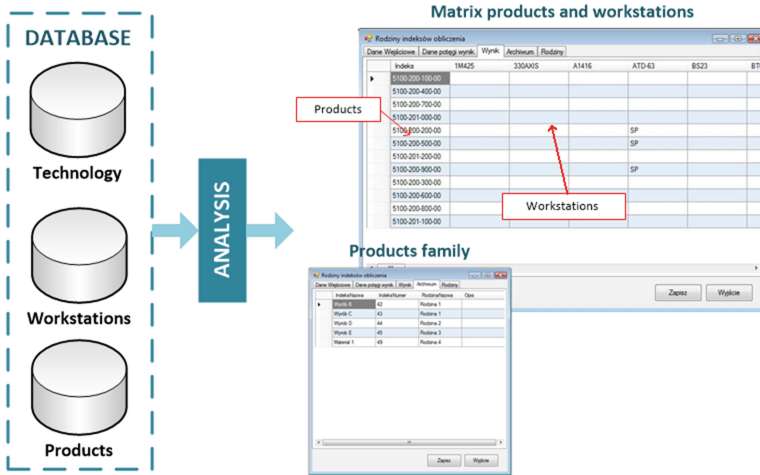 Matrix products and workstations
DATABASE
Technology
Workstations
Products
ANALYSIS
Rodziny indeksów obliczenia
Dane Wejściowe Dane potęgi wynik Wynik Archiwum Rodziny
Indeks 1M425 330AXIS A1416 ATD-63 BS23
5100-200-100-00
5100-200-400-00
5100-200-700-00
5100-201-000-00
5100-200-200-00 SP
5100-200-500-00 SP
5100-201-200-00
5100-200-900-00 SP
5100-200-300-00
5100-200-600-00
5100-200-800-00
5100-201-100-00
Products
Workstations
Zapisz Wyjście
Products family
Rodziny indeksów obliczenia
Dane Wejściowe Dane potęgi wynik Wynik Archiwum Rodziny
IndeksNazwa IndeksNumer RodzinaNazwa Opis
Wyrób B 42 Rodzina 1
Wyrób C 43 Rodzina 1
Wyrób D 44 Rodzina 2
Wyrób E 45 Rodzina 3
Materiał 1 49 Rodzina 4
Zapisz Wyjście